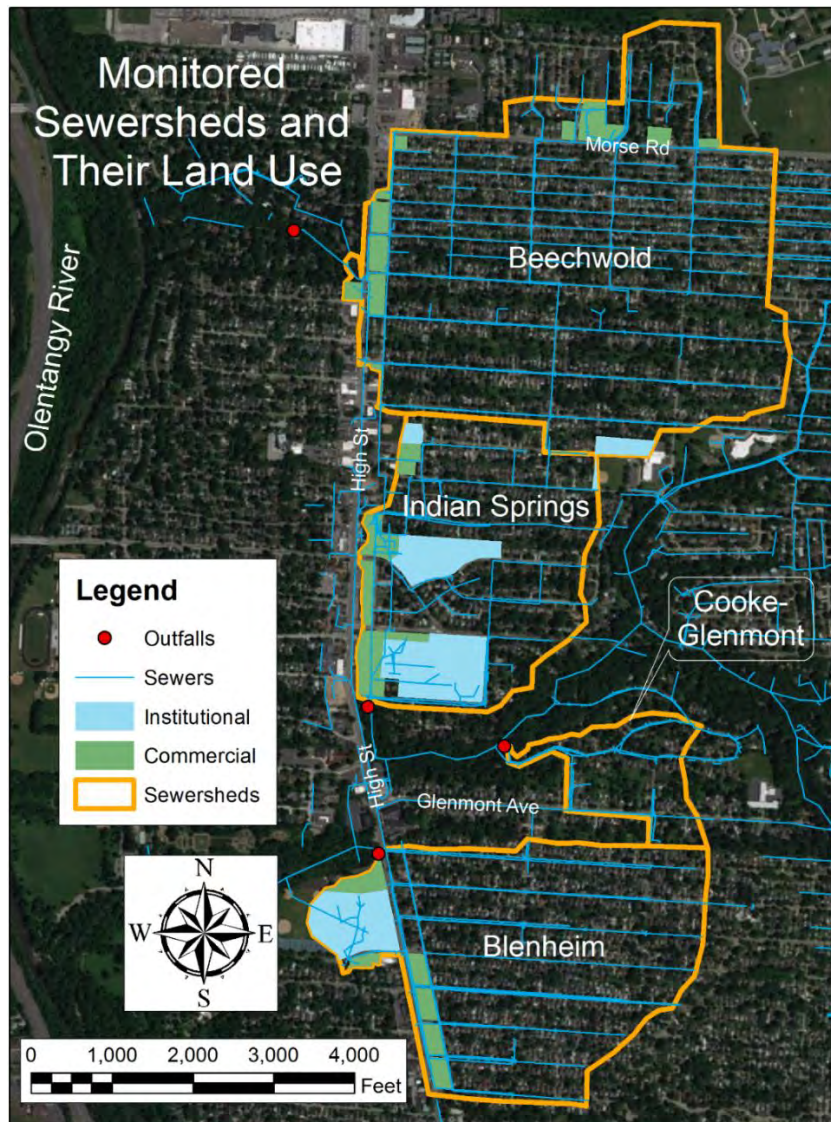 Monitored
Sewersheds and
Their Land Use
Morse Rd
Beechwold
Olentangy River
High St
Indian Springs
Cooke-
Glenmont
Legend
Outfalls
Sewers
Institutional
Commercial
Sewersheds
High St
Glenmont Ave
N
W E
S
Blenheim
0 1,000 2,000 3,000 4,000
Feet